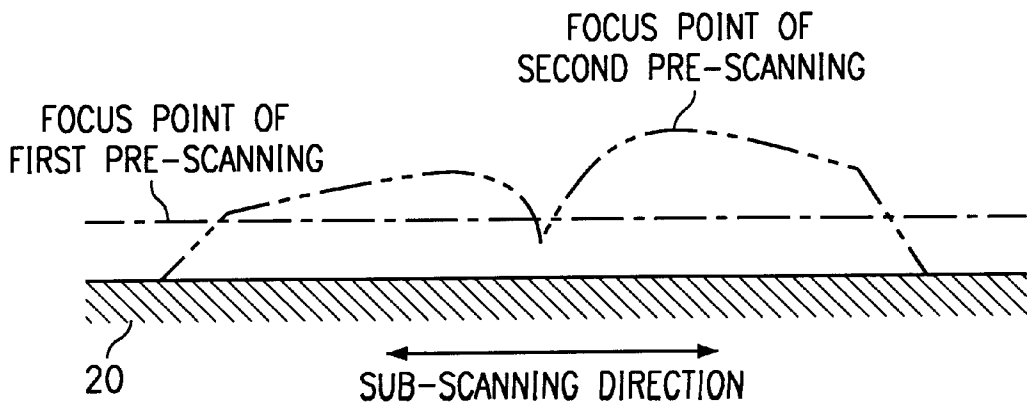 FOCUS POINT OF
SECOND PRE-SCANNING
FOCUS POINT OF
FIRST PRE-SCANNING
20
SUB-SCANNING DIRECTION